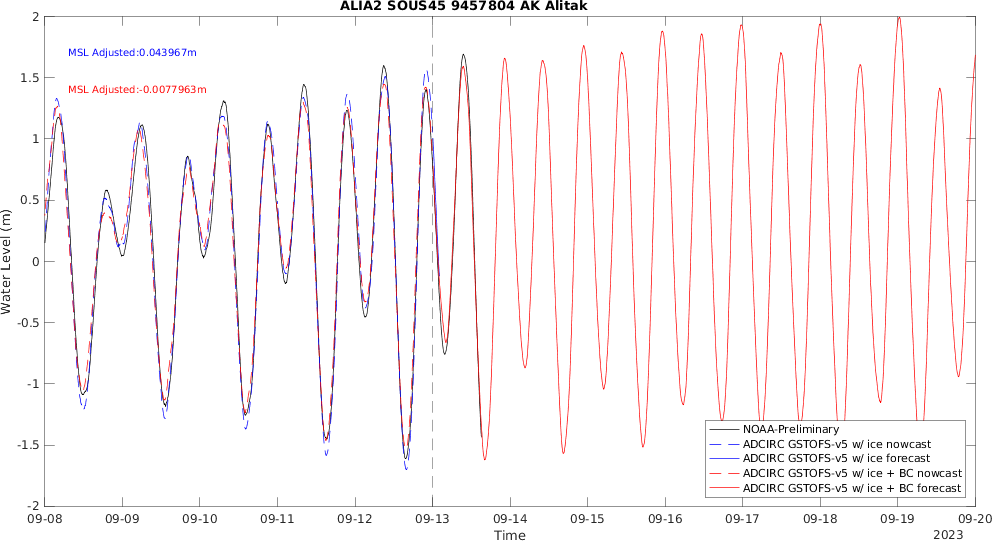 ALIA2 SOUS45 9457804 AK Alitak
MSL Adjusted:0.043967m
MSL Adjusted:-0.0077963m
Water Level (m)
2
1.5
1
0.5
0
-0.5
-1
-1.5
-2
NOAA-Preliminary
ADCIRC GSTOFS-v5 w/ ice nowcast
ADCIRC GSTOFS-v5 w/ ice forecast
ADCIRC GSTOFS-v5 w/ ice + BC nowcast
ADCIRC GSTOFS-v5 w/ ice + BC forecast
09-08 09-09 09-10 09-11 09-12 09-13 09-14 09-15 09-16 09-17 09-18 09-19 09-20
Time
2023